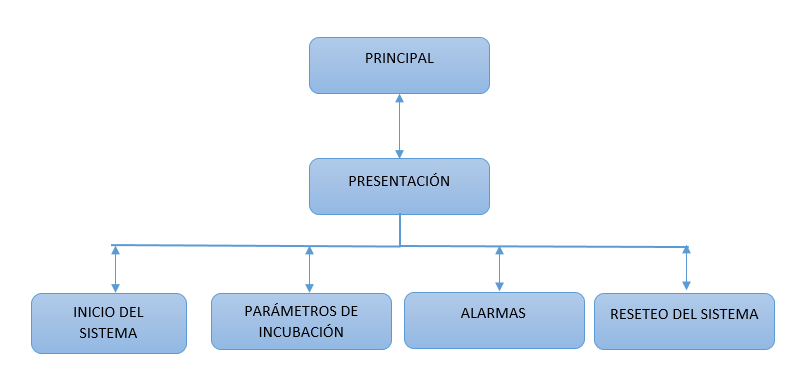 PRINCIPAL
PRESENTACIÓN
INICIO DEL
SISTEMA
PARÁMETROS DE
INCUBACIÓN
ALARMAS
RESETEO DEL SISTEMA